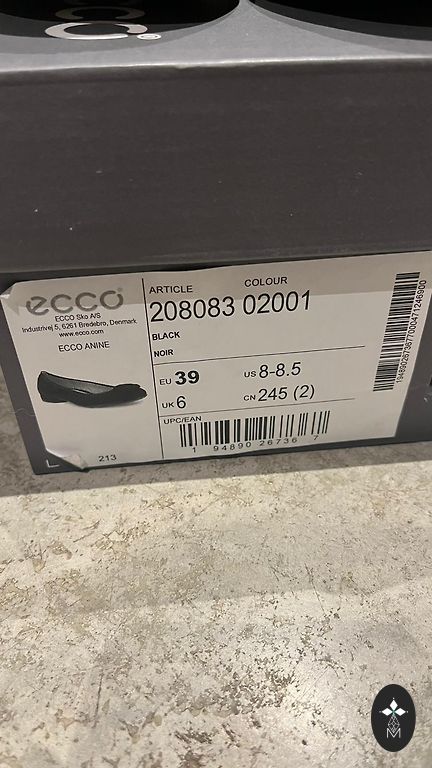 ecco
ECCO Sko A/S
Industrivej 5, 6261 Bredebro, Denmark
www.ecco.com
ECCO ANINE
L
213
ARTICLE COLOUR
208083 02001
BLACK
NOIR
EU 39 US 8-8.5
UK 6 CN 245 (2)
UPC/EAN
1 94890 26736 7
M